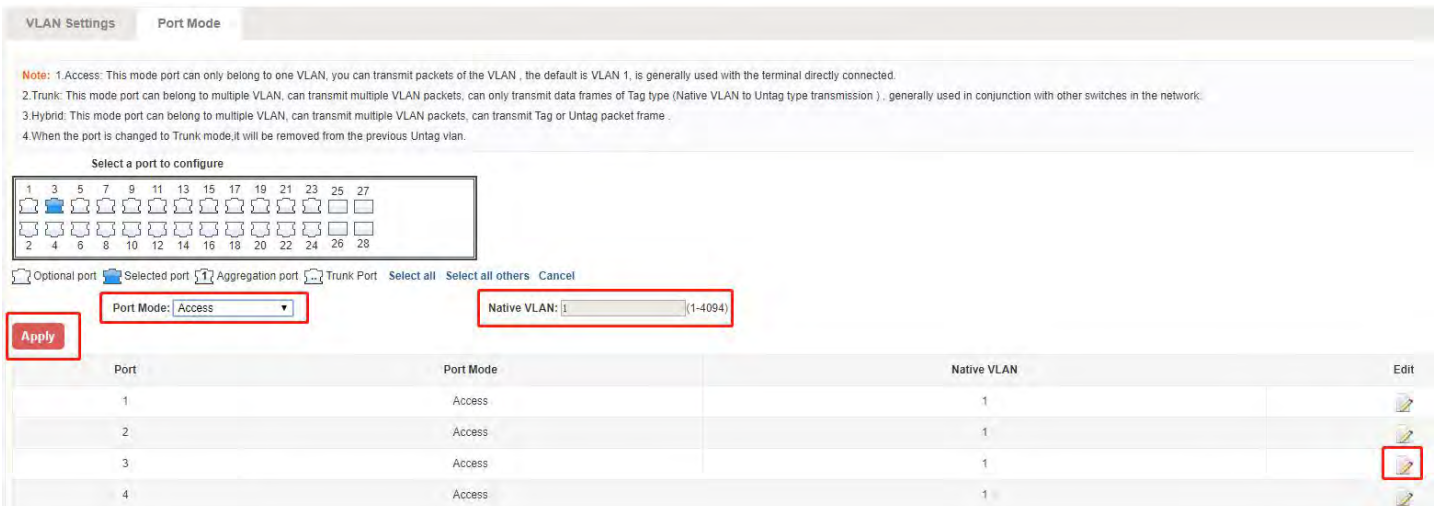 VLAN Settings Port Mode
Note: 1.Access: This mode port can only belong to one VLAN, you can transmit packets of the VLAN , the default is VLAN 1, is generally used with the terminal directly connected.
2.Trunk: This mode port can belong to multiple VLAN, can transmit multiple VLAN packets, can only transmit data frames of Tag type (Native VLAN to Untag type transmission ) , generally used in conjunction with other switches in the network.
3.Hybrid: This mode port can belong to multiple VLAN, can transmit multiple VLAN packets, can transmit Tag or Untag packet frame .
4.When the port is changed to Trunk mode,it will be removed from the previous Untag vlan.
Select a port to configure
1 3 5 7 9 11 13 15 17 19 21 23 25 27
2 4 6 8 10 12 14 16 18 20 22 24 26 28
Optional port Selected port 1 Aggregation port Trunk Port Select all Select all others Cancel
Port Mode: Access Native VLAN: 1 (1-4094)
Apply
Port Port Mode Native VLAN Edit
1 Access 1
2 Access 1
3 Access 1
4 Access 1